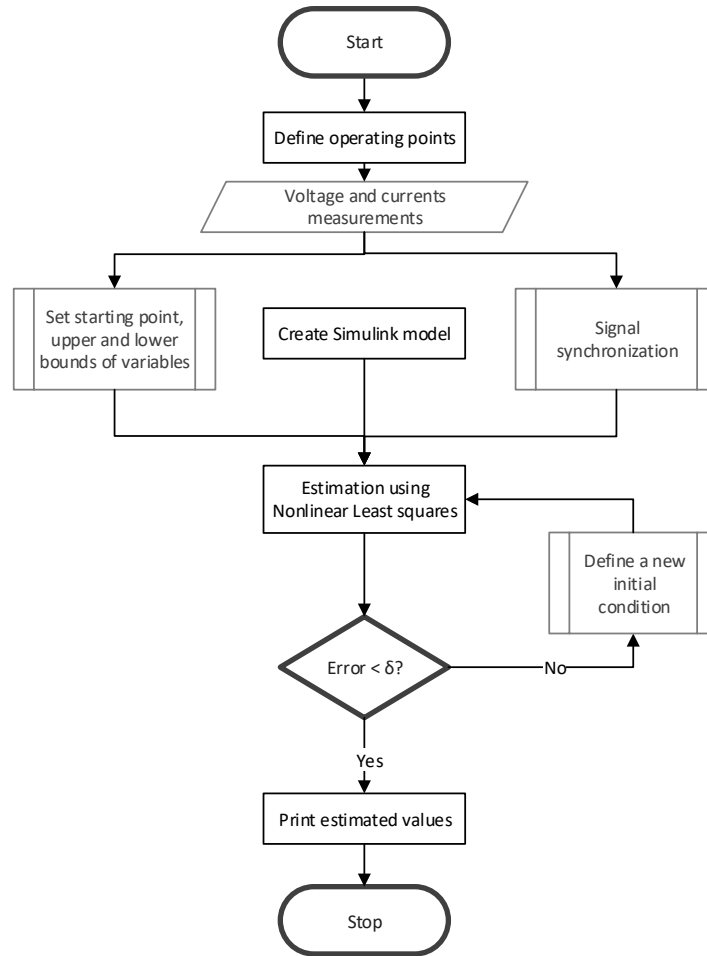 Start
Define operating points
Voltage and currents
measurements
Set starting point,
upper and lower
bounds of variables
Create Simulink model
Signal
synchronization
Estimation using
Nonlinear Least squares
Define a new
initial
condition
Error < δ?
No
Yes
Print estimated values
Stop